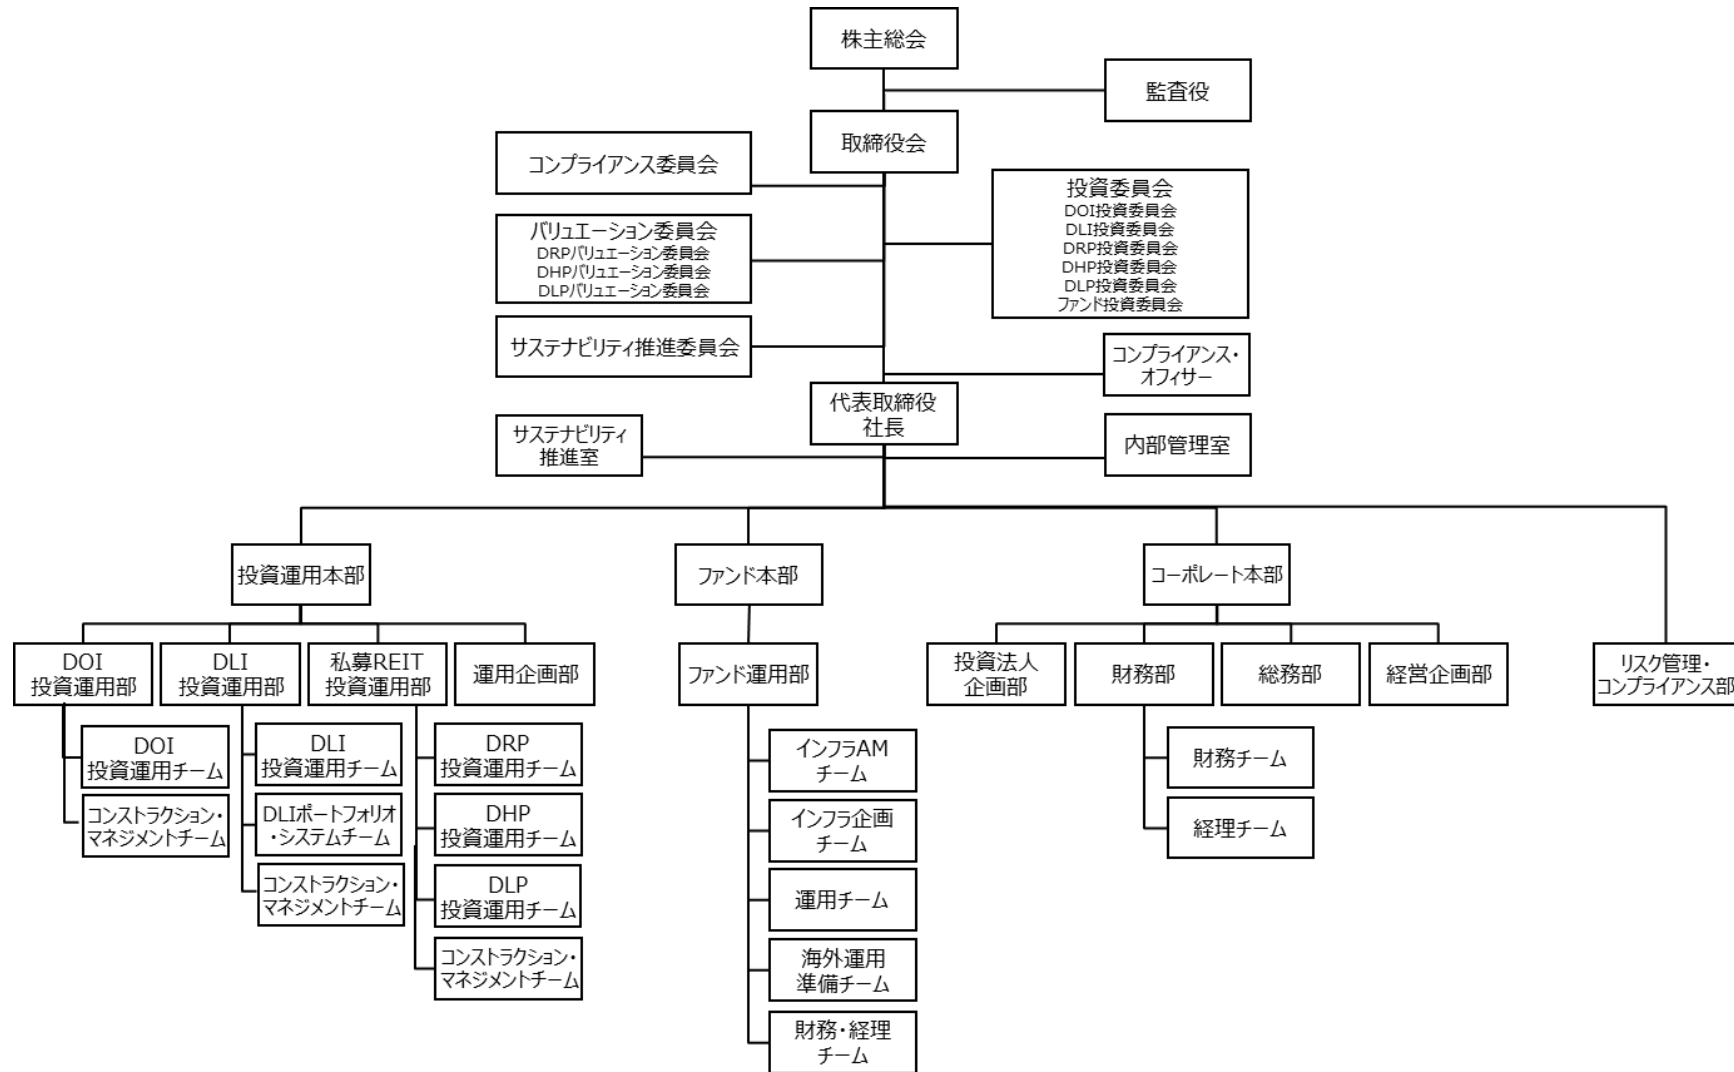 株主総会
監査役
取締役会
コンプライアンス委員会
投資委員会
DOI投資委員会
DLI投資委員会
DRP投資委員会
DHP投資委員会
DLP投資委員会
ファンド投資委員会
バリュエーション委員会
DRPバリュエーション委員会
DHPバリュエーション委員会
DLPバリュエーション委員会
サステナビリティ推進委員会
コンプライアンス・
オフィサー
代表取締役
社長
サステナビリティ
推進室
内部管理室
投資運用本部
ファンド本部
コーポレート本部
DOI
投資運用部
DLI
投資運用部
私募REIT
投資運用部
運用企画部
ファンド運用部
投資法人
企画部
財務部
総務部
経営企画部
リスク管理・
コンプライアンス部
DOI
投資運用チーム
コンストラクション・
マネジメントチーム
DLI
投資運用チーム
DLIポートフォリオ
・システムチーム
コンストラクション・
マネジメントチーム
DRP
投資運用チーム
DHP
投資運用チーム
DLP
投資運用チーム
コンストラクション・
マネジメントチーム
インフラAM
チーム
インフラ企画
チーム
運用チーム
海外運用
準備チーム
財務・経理
チーム
財務チーム
経理チーム